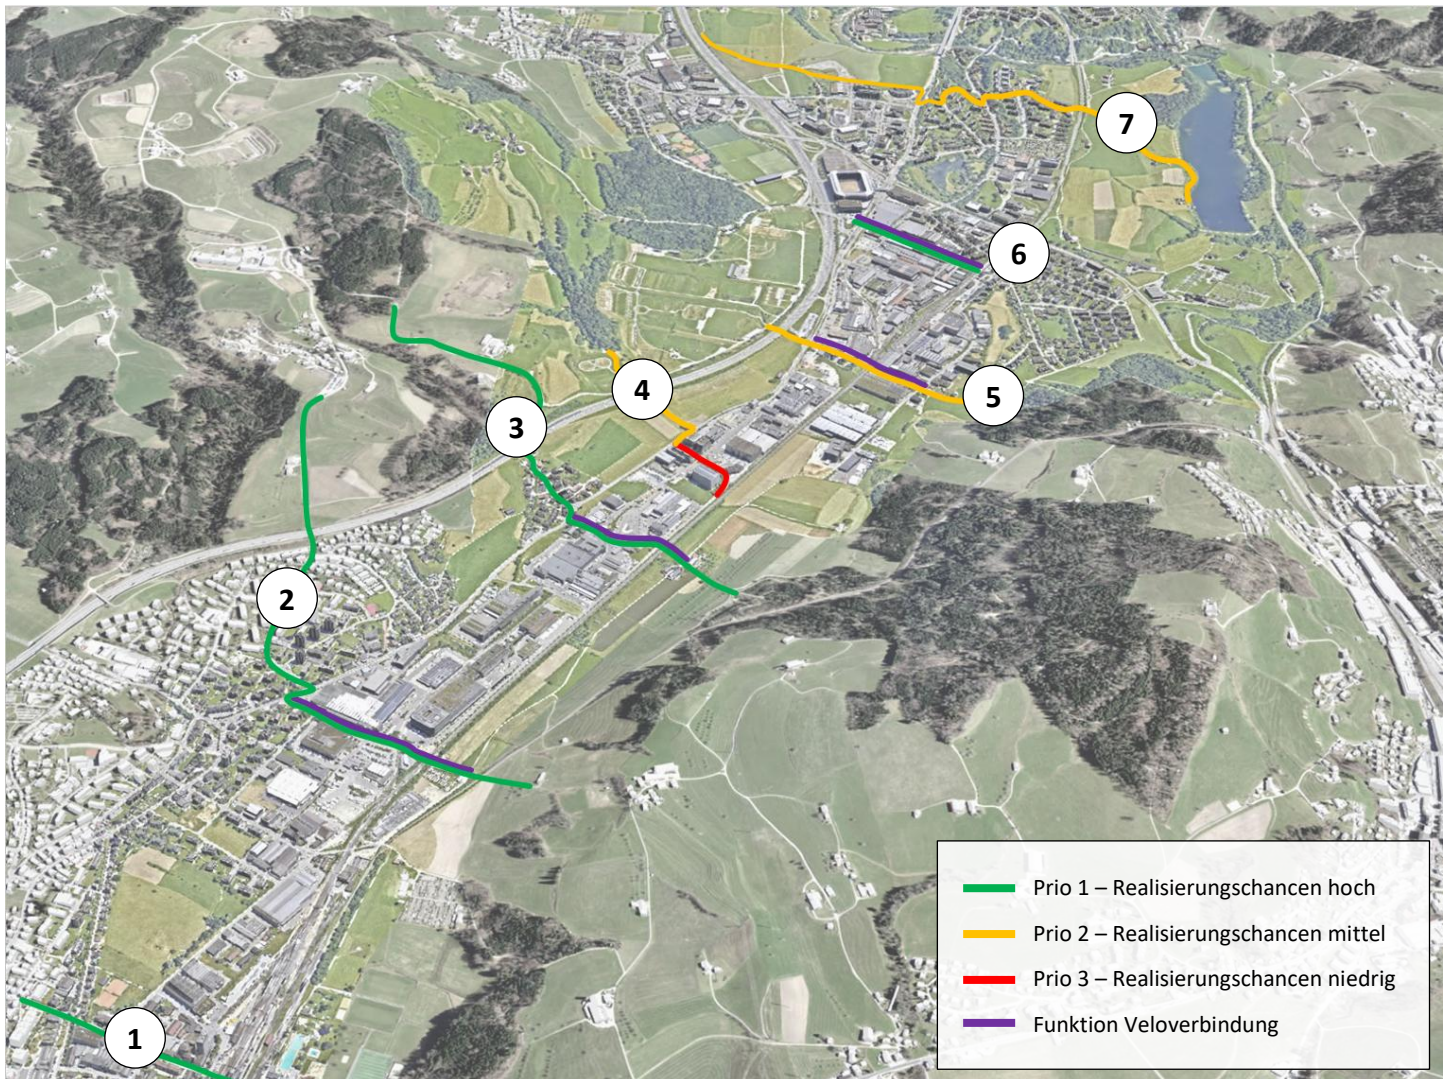 7
6
4
5
3
2
1
Prio 1 – Realisierungschancen hoch
Prio 2 – Realisierungschancen mittel
Prio 3 – Realisierungschancen niedrig
Funktion Veloverbindung